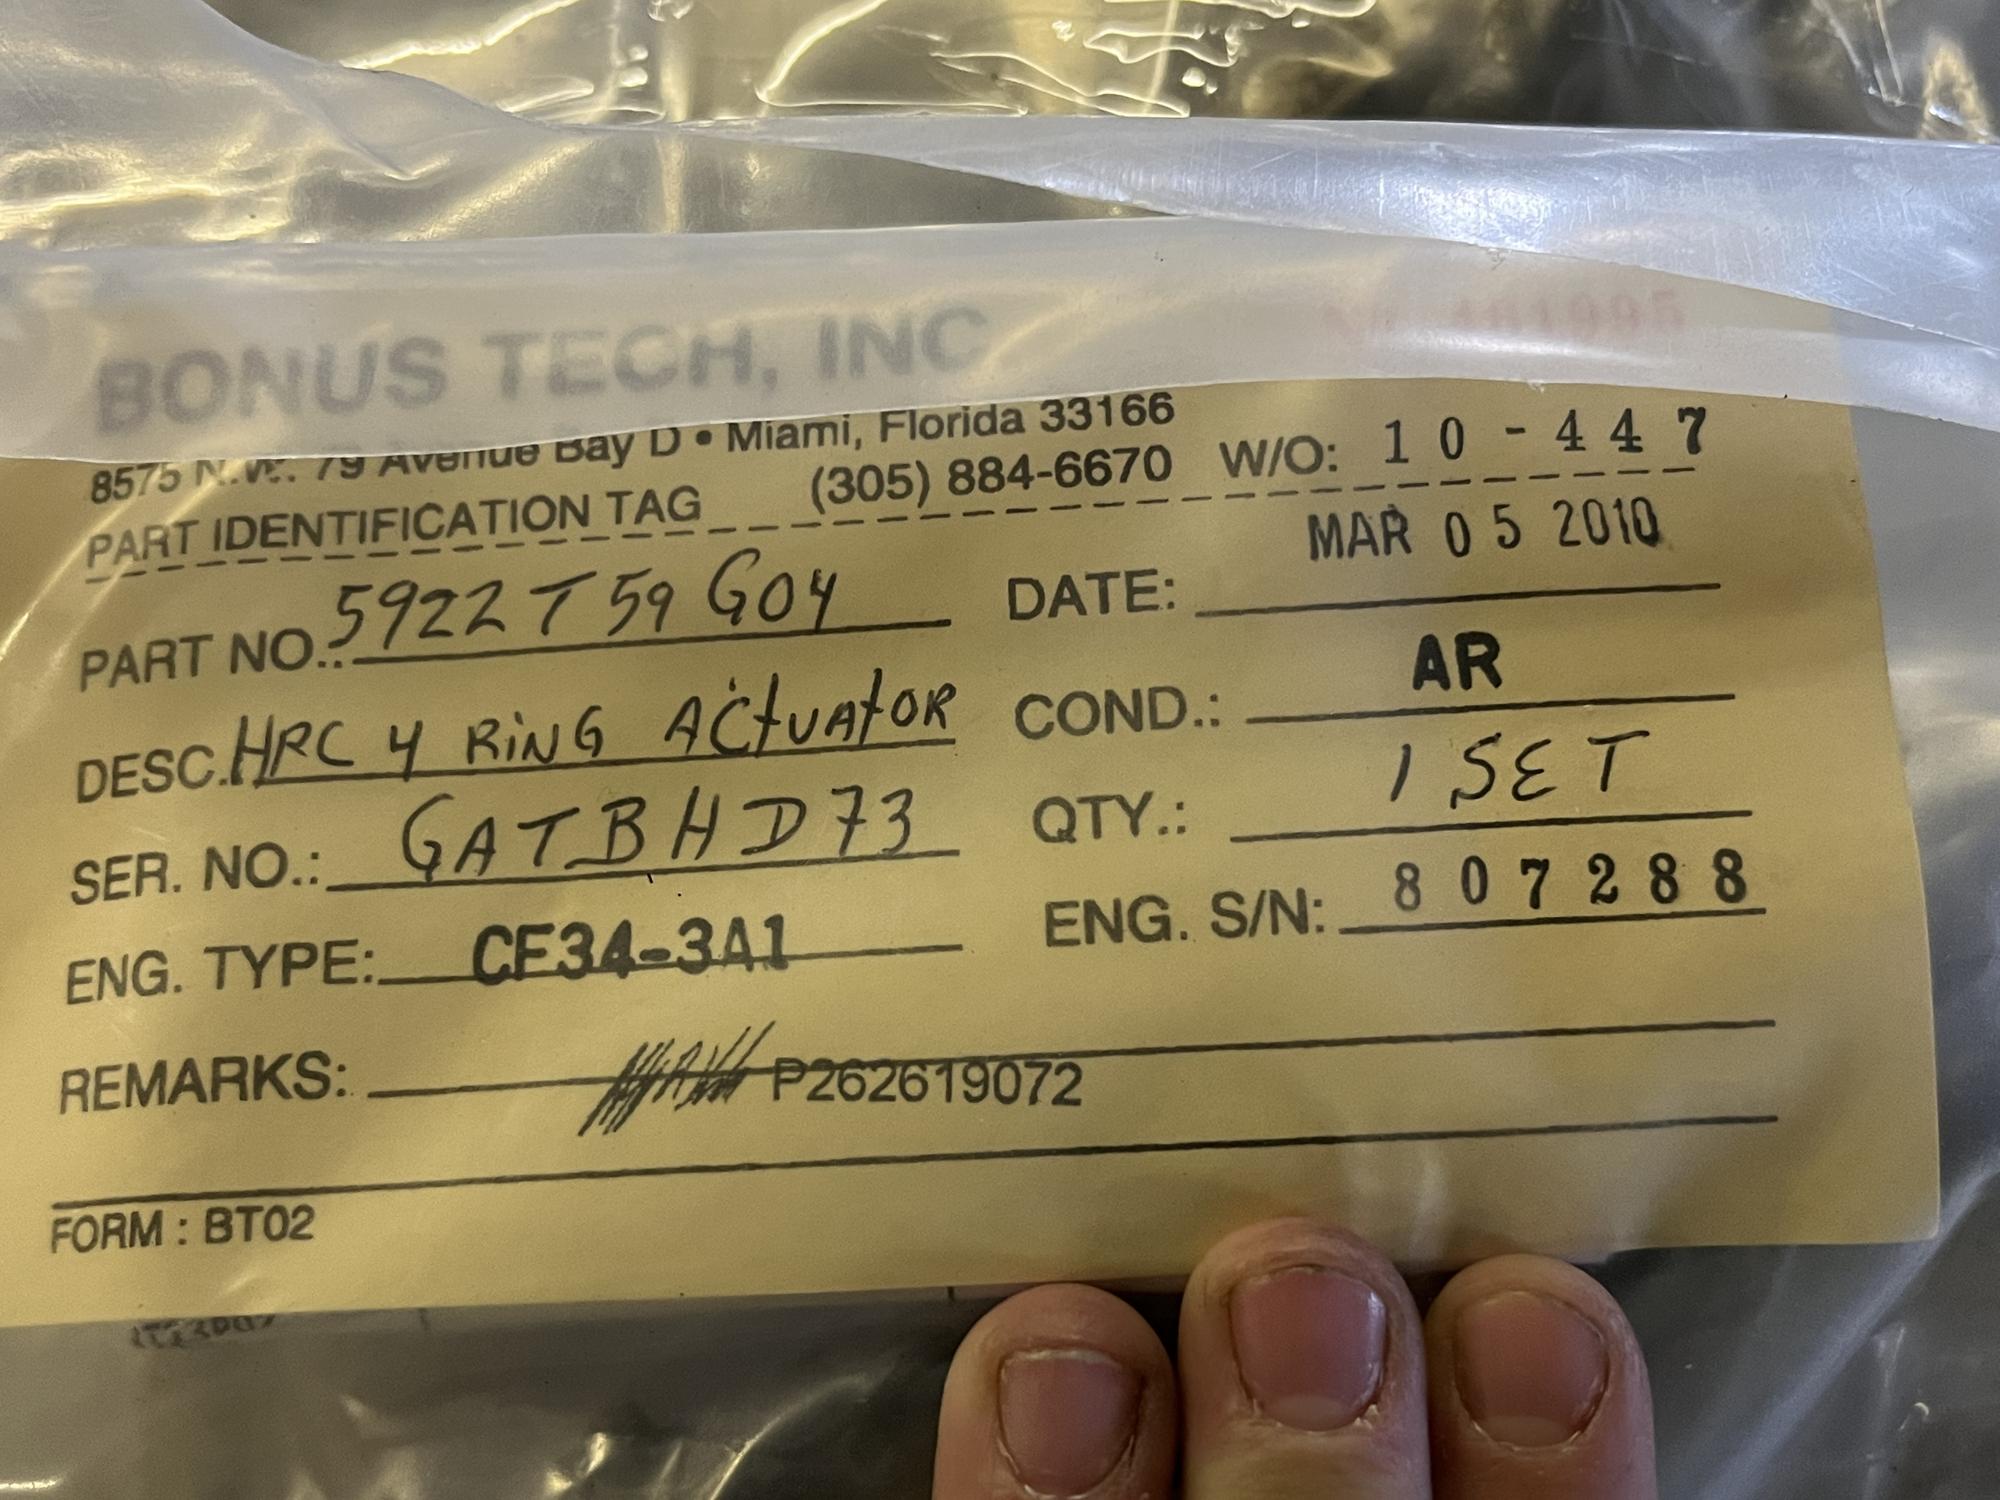 BONUS TECH, INC
8575 N.W. 79 Avenue Bay D • Miami, Florida 33166
PART IDENTIFICATION TAG (305) 884-6670 W/O: 10-447
PART NO.: 5922T59G04 DATE: MAR 05 2010
DESC. HPC 4 RING ACTUATOR COND.: AR
SER. NO.: GATBHD73 QTY.: 1 SET
ENG. TYPE: CF34-3A1 ENG. S/N: 807288
REMARKS: P262619072
FORM : BT02